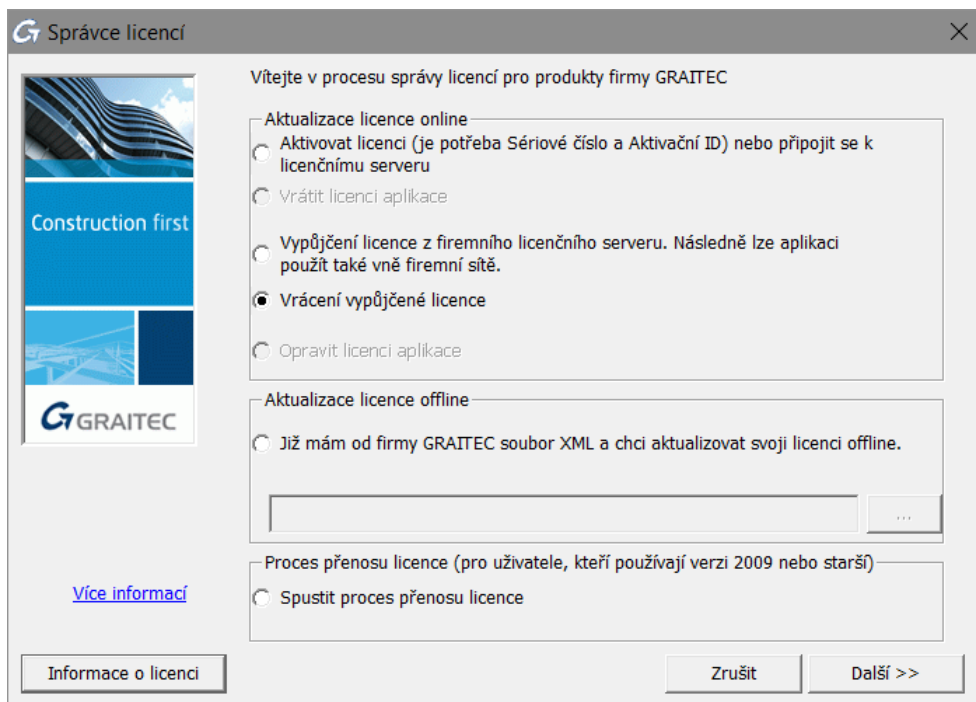 Správce licencí
Vítejte v procesu správy licencí pro produkty firmy GRAITEC
Aktualizace licence online
Aktivovat licenci (je potřeba Sériové číslo a Aktivační ID) nebo připojit se k
licenčnímu serveru
Vrátit licenci aplikace
Construction first
Vypůjčení licence z firemního licenčního serveru. Následně lze aplikaci
použít také vně firemní sítě.
Vrácení vypůjčené licence
Opravit licenci aplikace
GRAITEC
Aktualizace licence offline
Již mám od firmy GRAITEC soubor XML a chci aktualizovat svoji licenci offline.
...
Proces přenosu licence (pro uživatele, kteří používají verzi 2009 nebo starší)
Více informací
Spustit proces přenosu licence
Informace o licenci
Zrušit
Další >>